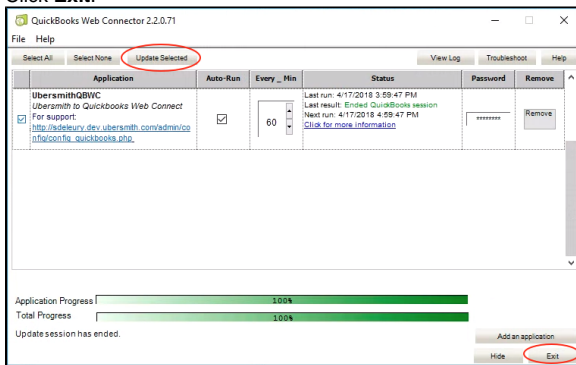 Click Exit.
QuickBooks Web Connector 2.2.0.71
File Help
Select All Select None Update Selected View Log Troubleshoot Help
Application Auto-Run Every _ Min Status Password Remove
UbersmithQBWC
Ubersmith to Quickbooks Web Connect
For support:
http://sdeleury.dev.ubersmith.com/admin/co
nfig/config_quickbooks.php
60
Last run: 4/17/2018 3:59:47 PM
Last result: Ended QuickBooks session
Next run: 4/17/2018 4:59:47 PM
Click for more information
********
Remove
Application Progress 100%
Total Progress 100%
Update session has ended.
Add an application
Hide Exit